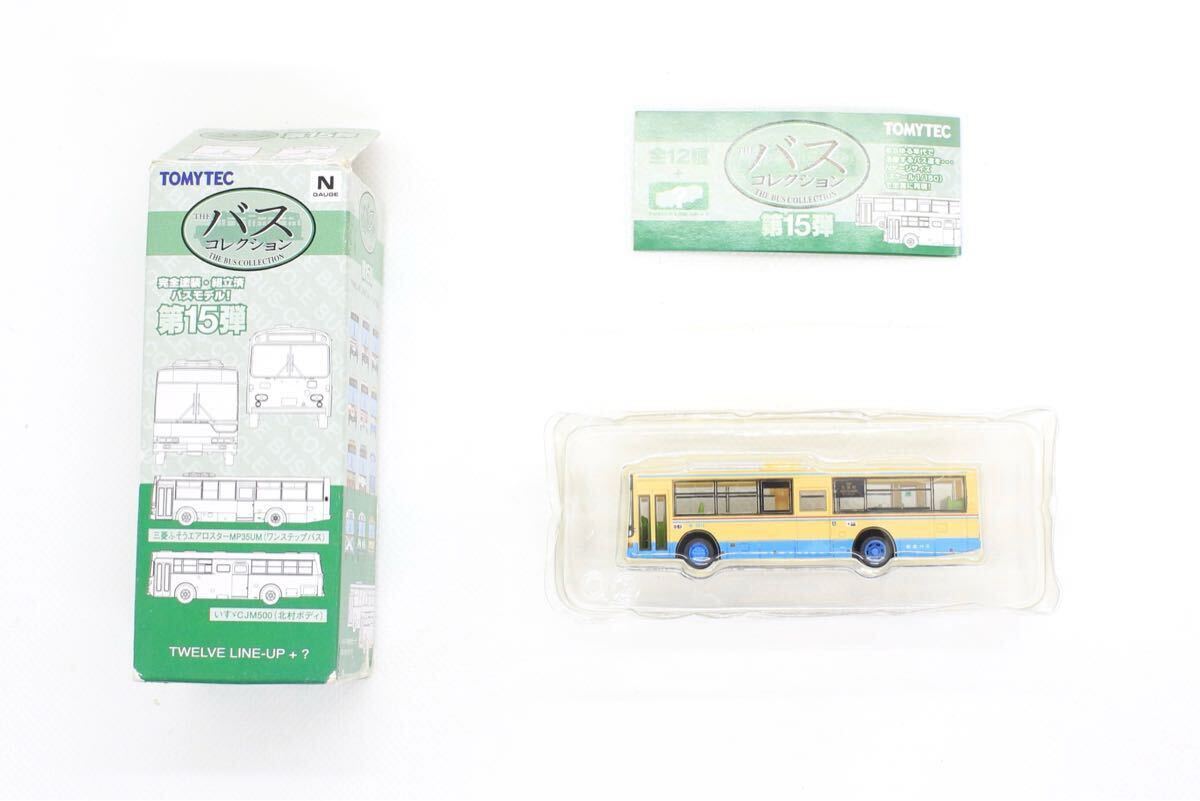 TOMYTEC
N
GAUGE
THE
バス
コレクション
THE BUS COLLECTION
完全塗装・組立済
バスモデル!
第15弾
三菱ふそうエアロスターMP35UM(ワンステップバス)
いすゞCJM500(北村ボディ)
TWELVE LINE-UP + ?
TOMYTEC
全12種
+
THE
バス
コレクション
THE BUS COLLECTION
第15弾